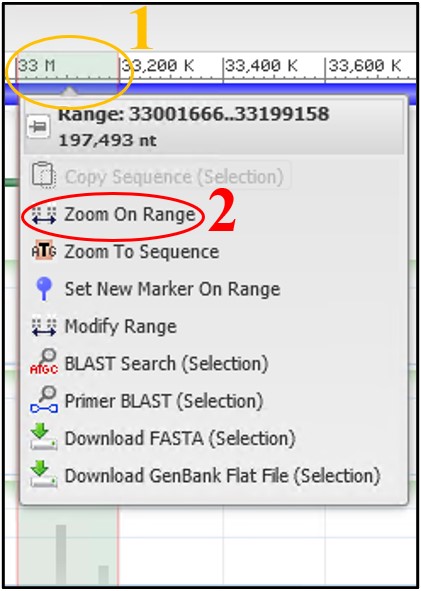 1
33 M 33,200 K 33,400 K 33,600 K
Range: 33001666..33199158
197,493 nt
Copy Sequence (Selection)
Zoom On Range 2
ATG Zoom To Sequence
Set New Marker On Range
Modify Range
ATGC BLAST Search (Selection)
Primer BLAST (Selection)
Download FASTA (Selection)
Download GenBank Flat File (Selection)